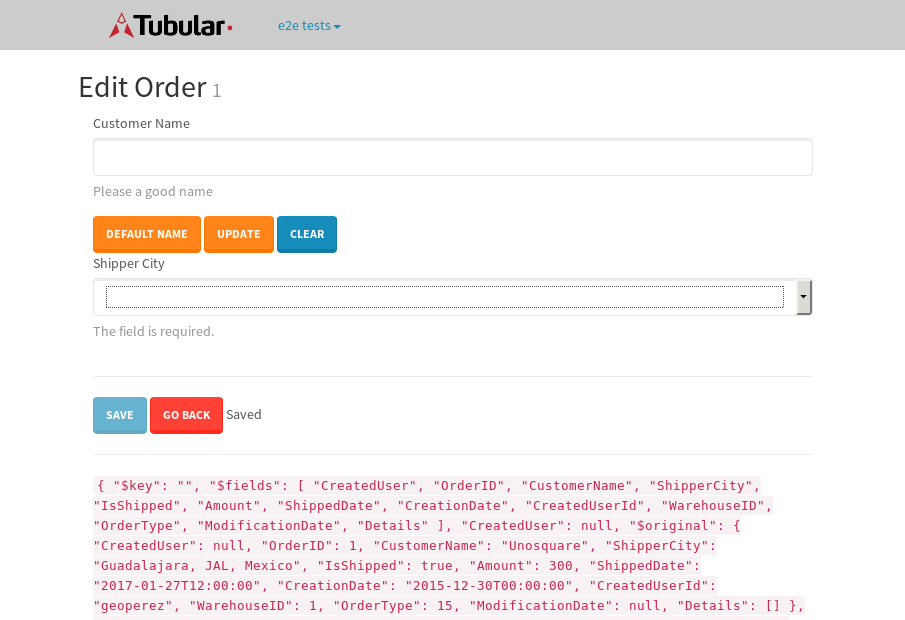 Tubular
e2e tests
Edit Order 1
Customer Name
Please a good name
DEFAULT NAME UPDATE CLEAR
Shipper City
The field is required.
SAVE GO BACK Saved
{ "$key": "", "$fields": [ "CreatedUser", "OrderID", "CustomerName", "ShipperCity",
"IsShipped", "Amount", "ShippedDate", "CreationDate", "CreatedUserId", "WarehouseID",
"OrderType", "ModificationDate", "Details" ], "CreatedUser": null, "$original": {
"CreatedUser": null, "OrderID": 1, "CustomerName": "Unosquare", "ShipperCity":
"Guadalajara, JAL, Mexico", "IsShipped": true, "Amount": 300, "ShippedDate":
"2017-01-27T12:00:00", "CreationDate": "2015-12-30T00:00:00", "CreatedUserId":
"geoperez", "WarehouseID": 1, "OrderType": 15, "ModificationDate": null, "Details": [] },